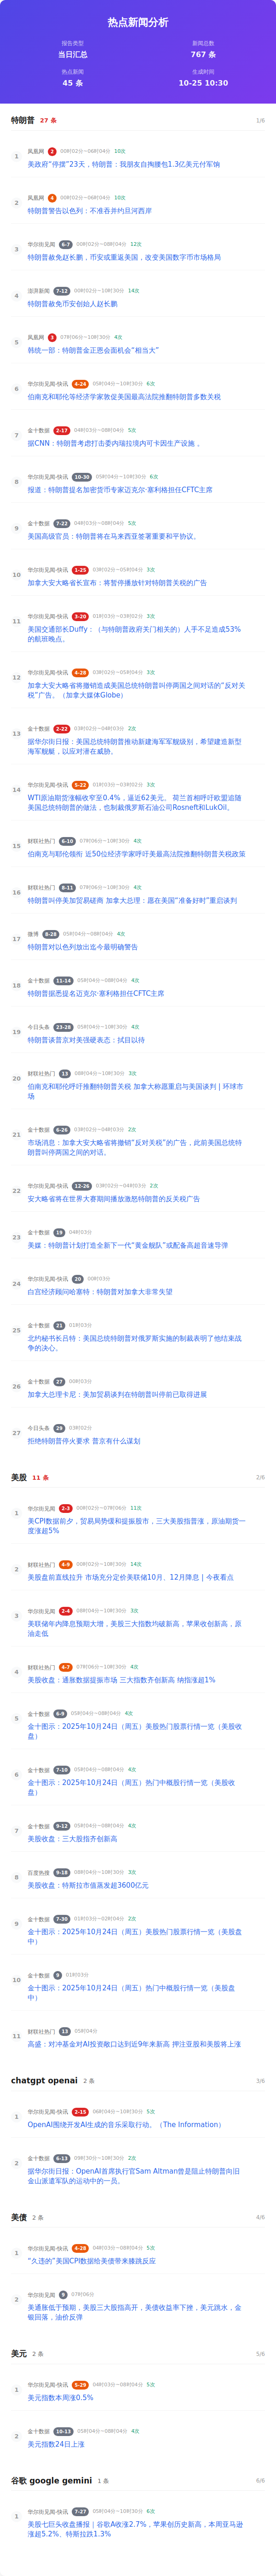 热点新闻分析
报告类型
新闻总数
当日汇总
767 条
热点新闻
生成时间
45 条
10-25 10:30
特朗普 27 条 1/6
1
凤凰网 2 00时02分~06时04分 10次
美政府“停摆”23天，特朗普：我朋友自掏腰包1.3亿美元付军饷
2
凤凰网 4 00时02分~06时04分 10次
特朗普警告以色列：不准吞并约旦河西岸
3
华尔街见闻 6-7 00时02分~08时04分 12次
特朗普赦免赵长鹏，币安或重返美国，改变美国数字货币市场格局
4
澎湃新闻 7-12 00时02分~10时30分 14次
特朗普赦免币安创始人赵长鹏
5
凤凰网 3 07时06分~10时30分 4次
韩统一部：特朗普金正恩会面机会“相当大”
6
华尔街见闻-快讯 4-24 05时04分~10时30分 6次
伯南克和耶伦等经济学家敦促美国最高法院推翻特朗普多数关税
7
金十数据 2-17 04时03分~08时04分 5次
据CNN：特朗普考虑打击委内瑞拉境内可卡因生产设施 。
8
华尔街见闻-快讯 10-30 05时04分~10时30分 6次
报道：特朗普提名加密货币专家迈克尔·塞利格担任CFTC主席
9
金十数据 7-22 04时03分~08时04分 5次
美国高级官员：特朗普将在马来西亚签署重要和平协议。
10
华尔街见闻-快讯 1-25 03时02分~05时04分 3次
加拿大安大略省长宣布：将暂停播放针对特朗普关税的广告
11
华尔街见闻-快讯 3-20 01时03分~03时02分 3次
美国交通部长Duffy：（与特朗普政府关门相关的）人手不足造成53%
的航班晚点。
12
华尔街见闻-快讯 4-28 03时02分~05时04分 3次
加拿大安大略省将撤销造成美国总统特朗普叫停两国之间对话的“反对关
税”广告。（加拿大媒体Globe）
13
金十数据 2-22 03时02分~04时03分 2次
据华尔街日报：美国总统特朗普推动新建海军军舰级别，希望建造新型
海军舰艇，以应对潜在威胁。
14
华尔街见闻-快讯 5-22 01时03分~03时02分 3次
WTI原油期货涨幅收窄至0.4%，逼近62美元。 荷兰首相呼吁欧盟追随
美国总统特朗普的做法，也制裁俄罗斯石油公司Rosneft和LukOil。
15
财联社热门 6-10 07时06分~10时30分 4次
伯南克与耶伦领衔 近50位经济学家呼吁美最高法院推翻特朗普关税政策
16
财联社热门 8-11 07时06分~10时30分 4次
特朗普叫停美加贸易磋商 加拿大总理：愿在美国“准备好时”重启谈判
17
微博 8-28 05时04分~08时04分 4次
特朗普对以色列放出迄今最明确警告
18
金十数据 11-14 05时04分~08时04分 4次
特朗普据悉提名迈克尔·塞利格担任CFTC主席
19
今日头条 23-28 05时04分~10时30分 4次
特朗普谈普京对美强硬表态：拭目以待
20
财联社热门 13 08时04分~10时30分 3次
伯南克和耶伦呼吁推翻特朗普关税 加拿大称愿重启与美国谈判 | 环球市
场
21
金十数据 6-26 03时02分~04时03分 2次
市场消息：加拿大安大略省将撤销“反对关税”的广告，此前美国总统特
朗普叫停两国之间的对话。
22
华尔街见闻-快讯 12-26 03时02分~04时03分 2次
安大略省将在世界大赛期间播放激怒特朗普的反关税广告
23
金十数据 19 04时03分
美媒：特朗普计划打造全新下一代“黄金舰队”或配备高超音速导弹
24
华尔街见闻-快讯 20 00时03分
白宫经济顾问哈塞特：特朗普对加拿大非常失望
25
金十数据 21 01时03分
北约秘书长吕特：美国总统特朗普对俄罗斯实施的制裁表明了他结束战
争的决心。
26
金十数据 27 00时03分
加拿大总理卡尼：美加贸易谈判在特朗普叫停前已取得进展
27
今日头条 29 03时02分
拒绝特朗普停火要求 普京有什么谋划
美股 11 条 2/6
1
华尔街见闻 2-3 00时02分~07时06分 11次
美CPI数据前夕，贸易局势缓和提振股市，三大美股指普涨，原油期货一
度涨超5%
2
财联社热门 4-9 00时02分~10时30分 14次
美股盘前直线拉升 市场充分定价美联储10月、12月降息丨今夜看点
3
华尔街见闻 2-4 08时04分~10时30分 3次
美联储年内降息预期大增，美股三大股指均破新高，苹果收创新高，原
油走低
4
财联社热门 4-7 07时06分~10时30分 4次
美股收盘：通胀数据提振市场 三大指数齐创新高 纳指涨超1%
5
金十数据 6-9 05时04分~08时04分 4次
金十图示：2025年10月24日（周五）美股热门股票行情一览（美股收
盘）
6
金十数据 7-10 05时04分~08时04分 4次
金十图示：2025年10月24日（周五）热门中概股行情一览（美股收
盘）
7
金十数据 9-12 05时04分~08时04分 4次
美股收盘：三大股指齐创新高
8
百度热搜 9-18 08时04分~10时30分 3次
美股收盘：特斯拉市值蒸发超3600亿元
9
金十数据 7-30 01时03分~02时04分 2次
金十图示：2025年10月24日（周五）美股热门股票行情一览（美股盘
中）
10
金十数据 9 01时03分
金十图示：2025年10月24日（周五）热门中概股行情一览（美股盘
中）
11
财联社热门 13 05时04分
高盛：对冲基金对AI投资敞口达到近9年来新高 押注亚股和美股将上涨
chatgpt openai 2 条 3/6
1
华尔街见闻-快讯 2-15 06时04分~10时30分 5次
OpenAI围绕开发AI生成的音乐采取行动。（The Information）
2
金十数据 6-13 09时30分~10时30分 2次
据华尔街日报：OpenAI首席执行官Sam Altman曾是阻止特朗普向旧
金山派遣军队的运动中的一员。
美债 2 条 4/6
1
华尔街见闻-快讯 4-28 04时03分~08时04分 5次
“久违的”美国CPI数据给美债带来膝跳反应
2
华尔街见闻 9 07时06分
美通胀低于预期，美股三大股指高开，美债收益率下挫，美元跳水，金
银回落，油价反弹
美元 2 条 5/6
1
华尔街见闻-快讯 5-29 04时03分~08时04分 5次
美元指数本周涨0.5%
2
金十数据 10-13 05时04分~08时04分 4次
美元指数24日上涨
谷歌 google gemini 1 条 6/6
1
华尔街见闻-快讯 7-27 05时04分~10时30分 6次
美股七巨头收盘播报｜谷歌A收涨2.7%，苹果创历史新高，本周亚马逊
涨超5.2%、特斯拉跌1.3%